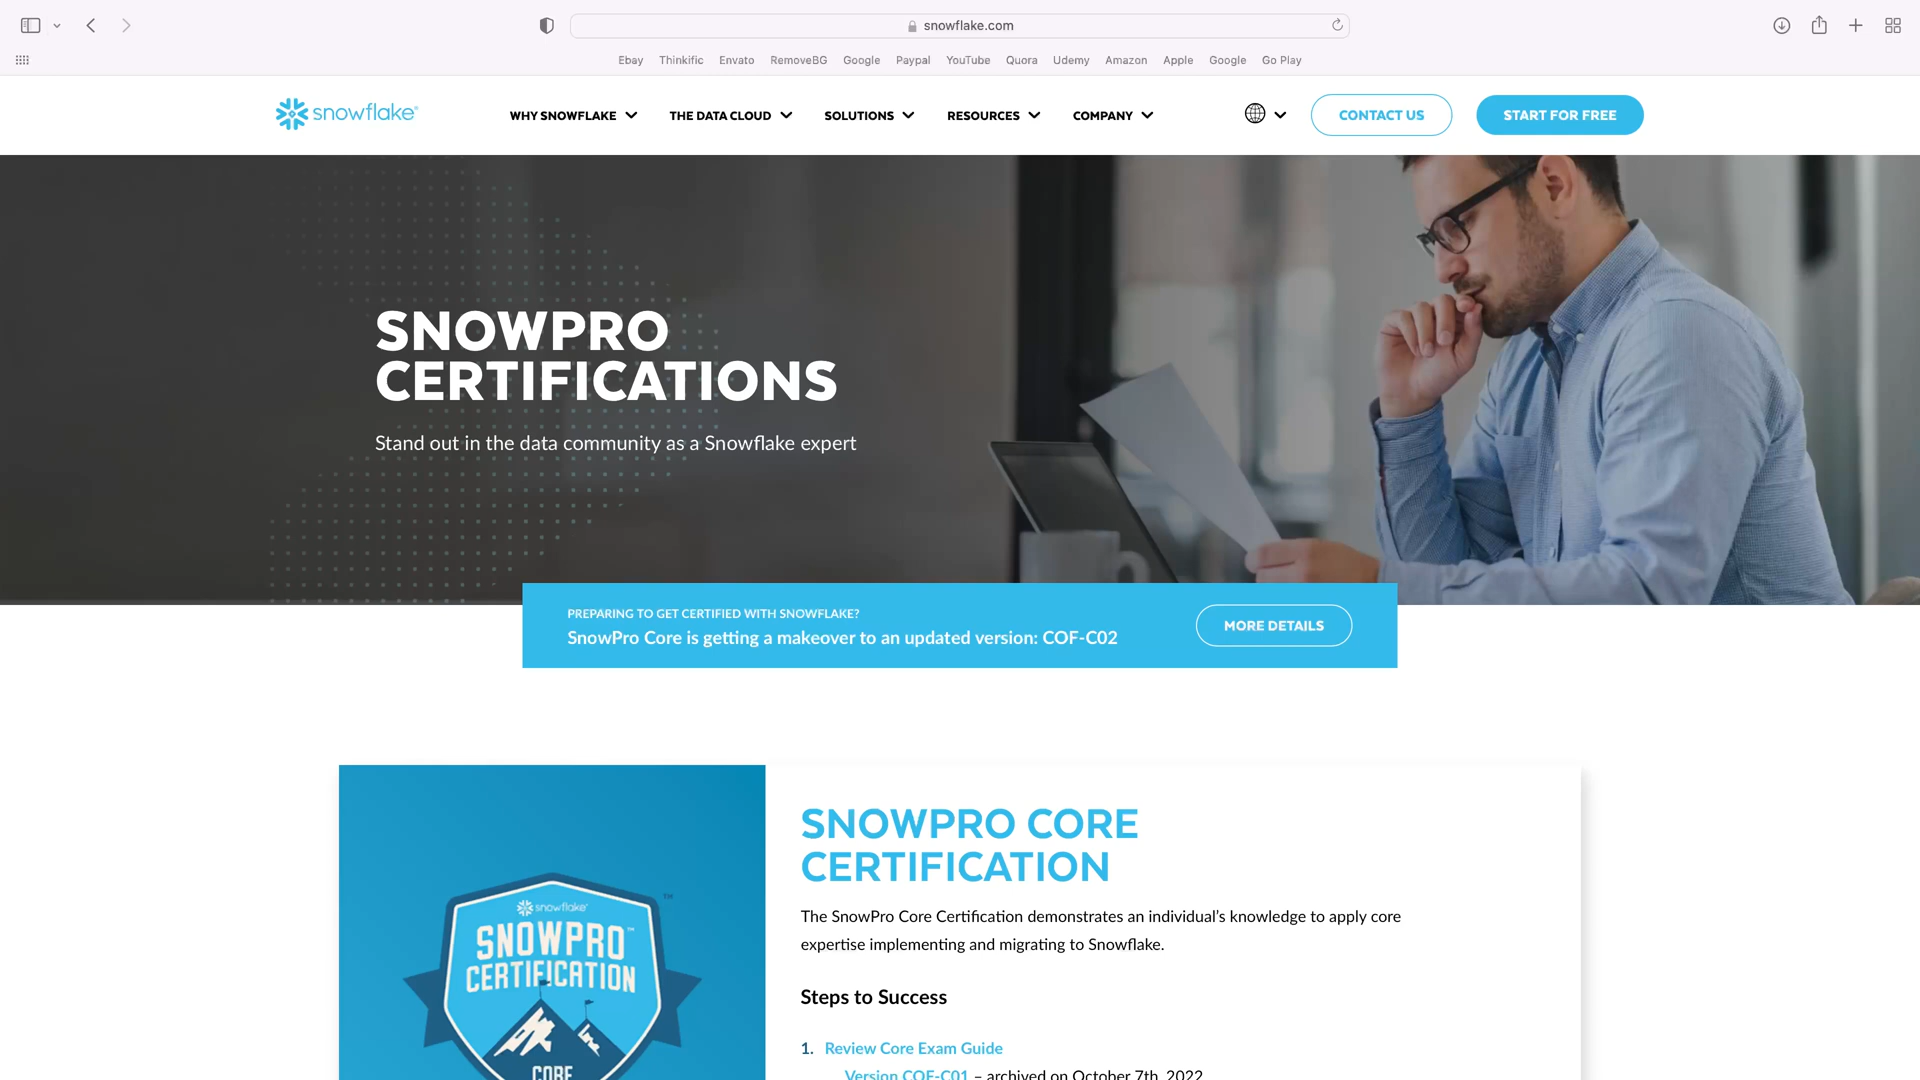 snowflake.com
Ebay Thinkific Envato RemoveBG Google Paypal YouTube Quora Udemy Amazon Apple Google Go Play
snowflake®
WHY SNOWFLAKE
THE DATA CLOUD
SOLUTIONS
RESOURCES
COMPANY
CONTACT US
START FOR FREE
SNOWPRO
CERTIFICATIONS
Stand out in the data community as a Snowflake expert
PREPARING TO GET CERTIFIED WITH SNOWFLAKE?
SnowPro Core is getting a makeover to an updated version: COF-C02
MORE DETAILS
snowflake®
SNOWPRO™
CERTIFICATION
CORE
TM
SNOWPRO CORE
CERTIFICATION
The SnowPro Core Certification demonstrates an individual's knowledge to apply core
expertise implementing and migrating to Snowflake.
Steps to Success
1. Review Core Exam Guide
Version COF-C01 – archived on October 7th, 2022